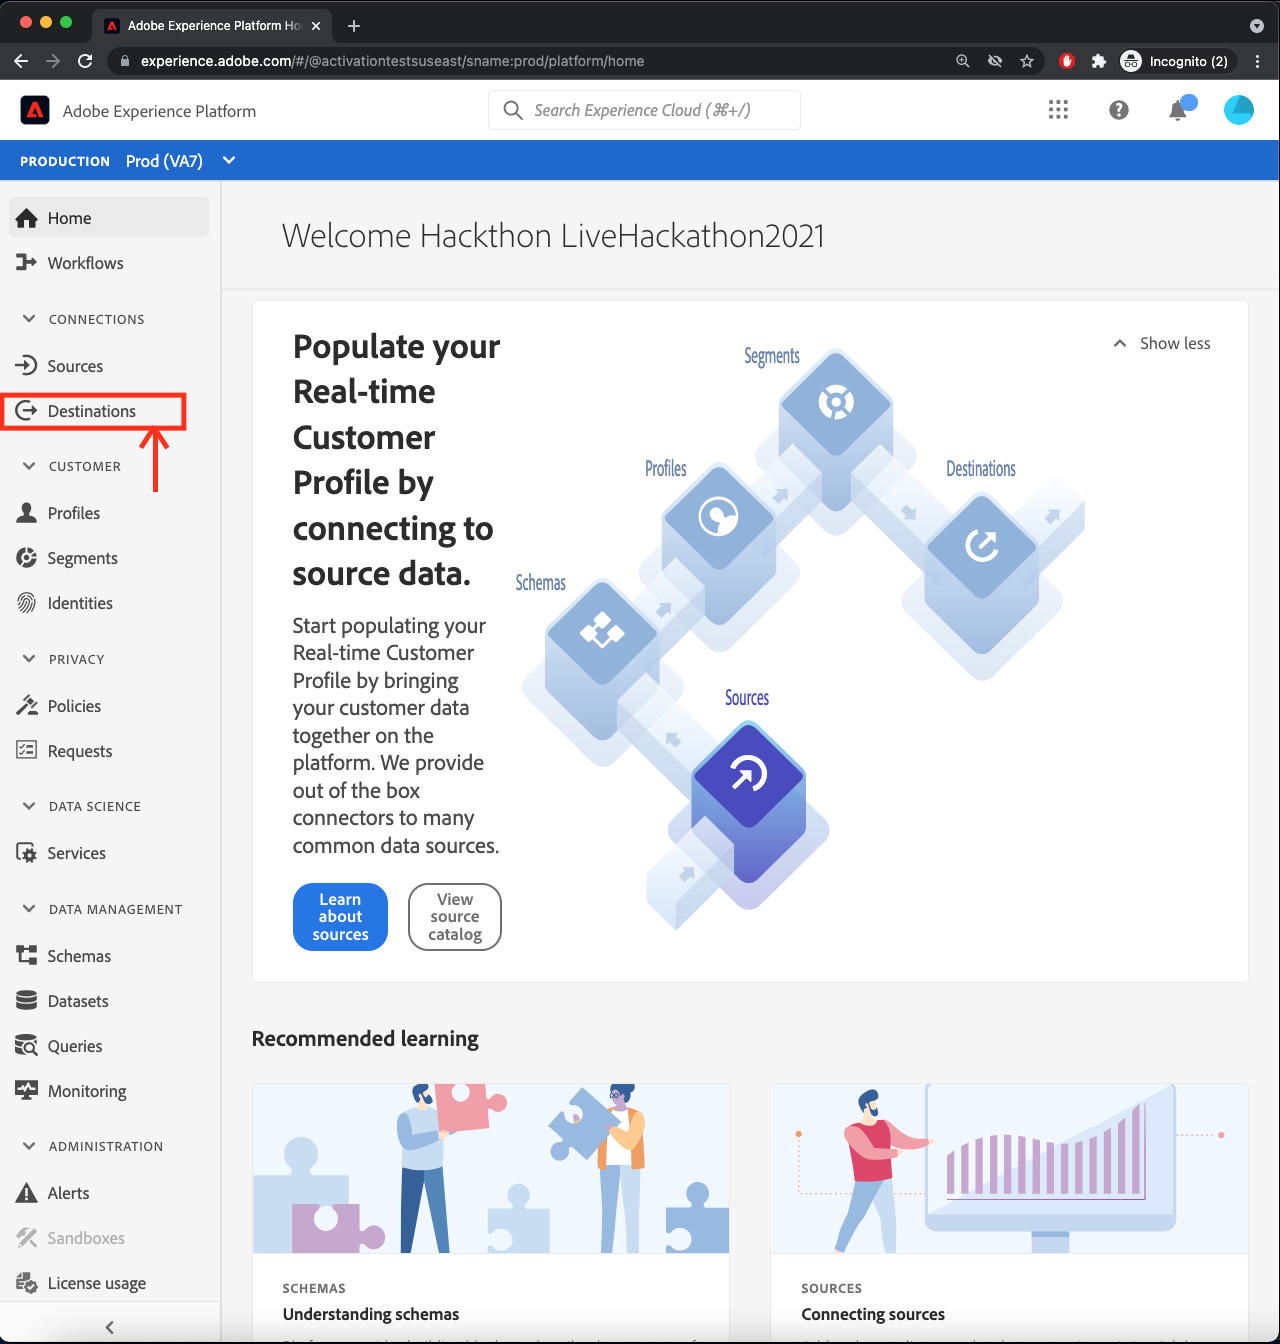 Adobe Experience Platform Ho
experience.adobe.com/#/@activationtestsuseast/sname:prod/platform/home
Incognito (2)
Adobe Experience Platform
Search Experience Cloud (⌘+/)
PRODUCTION Prod (VA7)
Home
Workflows
CONNECTIONS
Sources
Destinations
CUSTOMER
Profiles
Segments
Identities
PRIVACY
Policies
Requests
DATA SCIENCE
Services
DATA MANAGEMENT
Schemas
Datasets
Queries
Monitoring
ADMINISTRATION
Alerts
Sandboxes
License usage
Welcome Hackthon LiveHackathon2021
Populate your
Real-time
Customer
Profile by
connecting to
source data.
Start populating your
Real-time Customer
Profile by bringing
your customer data
together on the
platform. We provide
out of the box
connectors to many
common data sources.
Learn
about
sources
View
source
catalog
Show less
Segments
Profiles
Destinations
Schemas
Sources
Recommended learning
SCHEMAS
Understanding schemas
SOURCES
Connecting sources